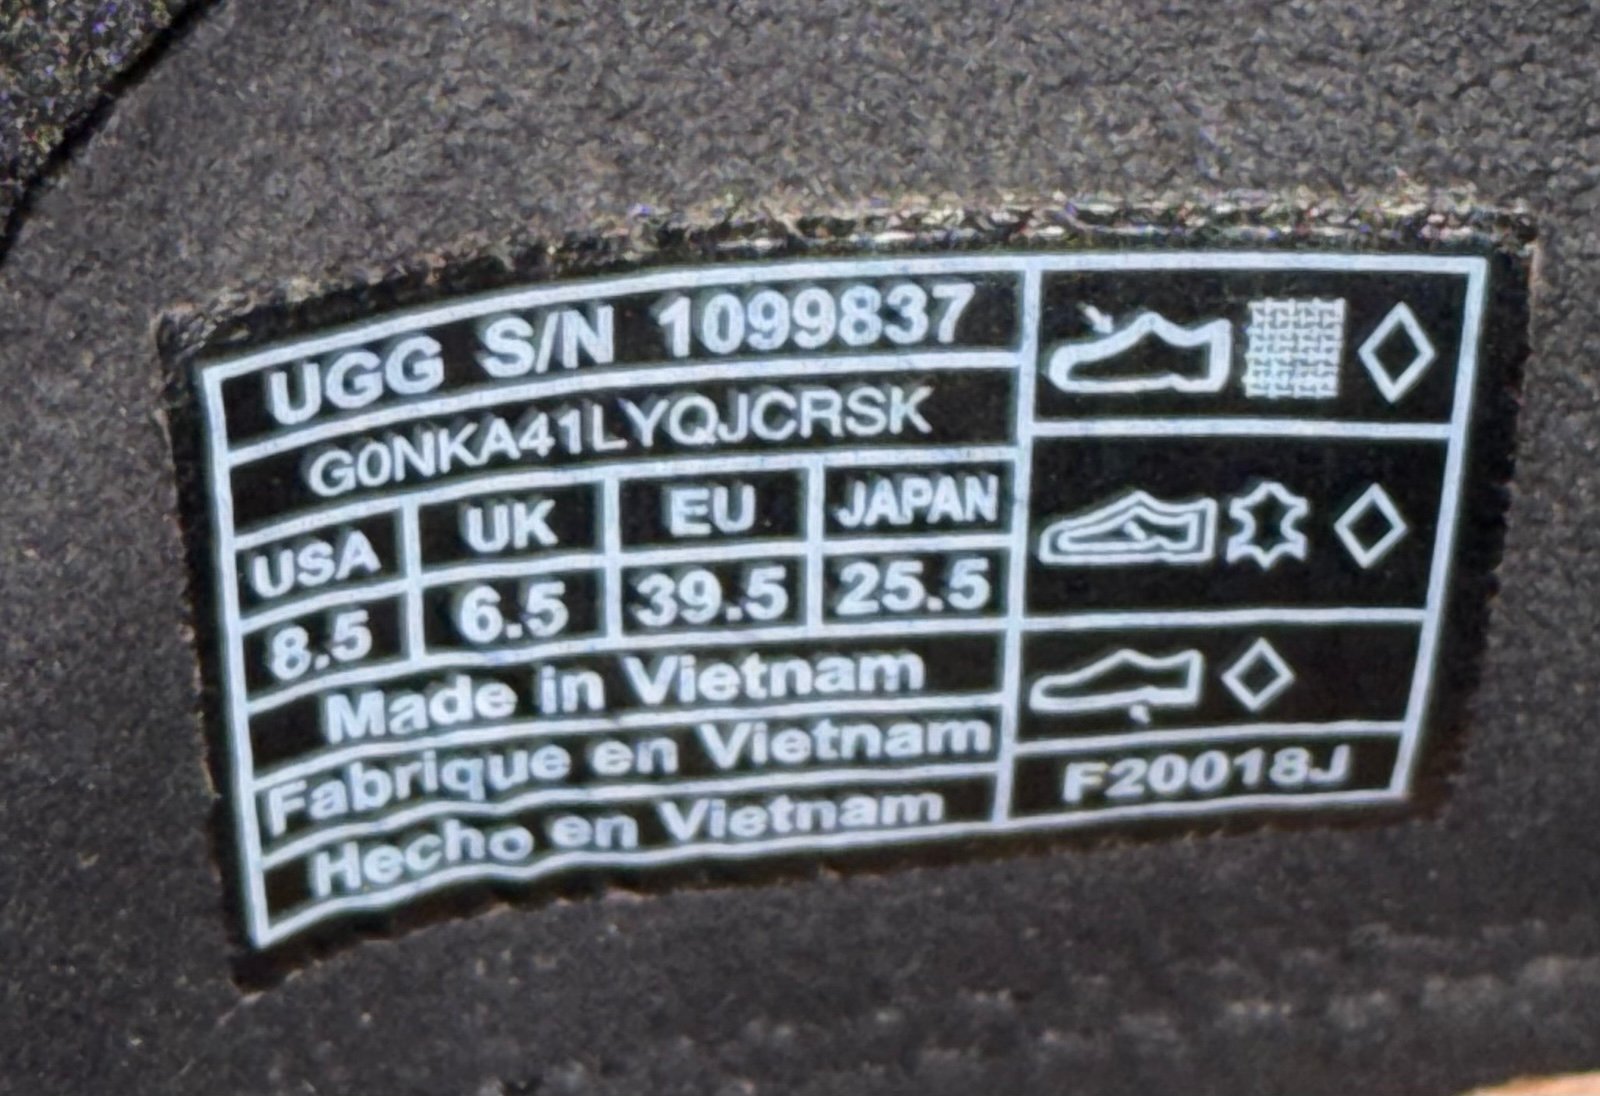 UGG S/N 1099837
G0NKA41LYQJCRSK
USA UK EU JAPAN
8.5 6.5 39.5 25.5
Made in Vietnam
Fabrique en Vietnam
Hecho en Vietnam
F20018J